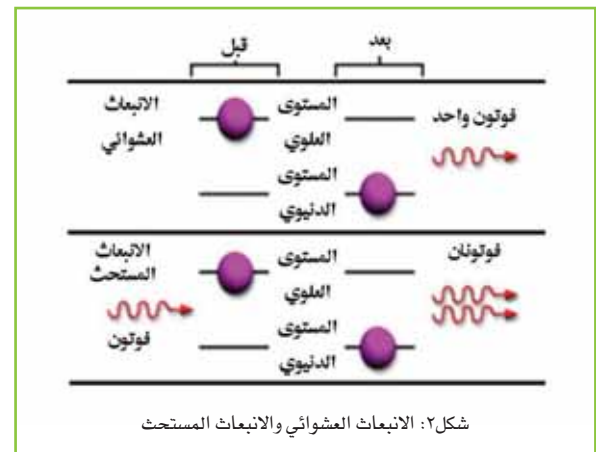 قبل
بعد
الانبعاث
العشوائي
المستوى
العلوي
المستوى
الدنيوي
فوتون واحد
الانبعاث
المستحث
فوتون
المستوى
العلوي
المستوى
الدنيوي
فوتونان
شكل٢: الانبعاث العشوائي والانبعاث المستحث